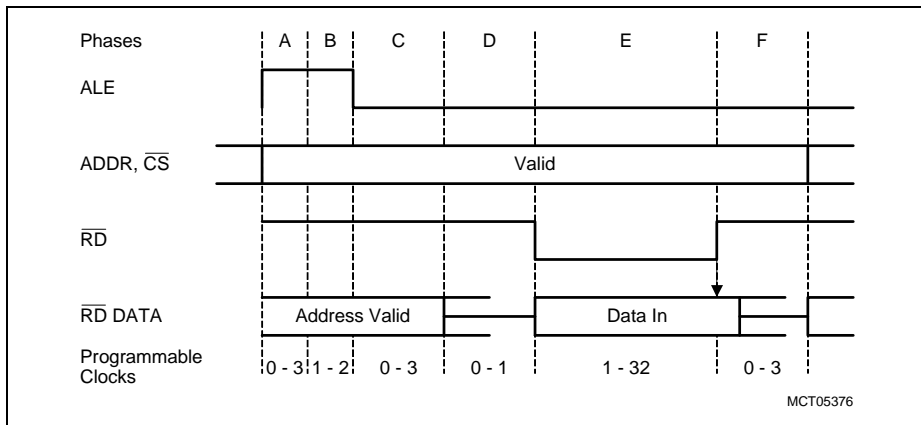 Phases A B C D E F
ALE
ADDR, CS Valid
RD
RD DATA Address Valid Data In
Programmable
Clocks 0 - 3 1 - 2 0 - 3 0 - 1 1 - 32 0 - 3
MCT05376